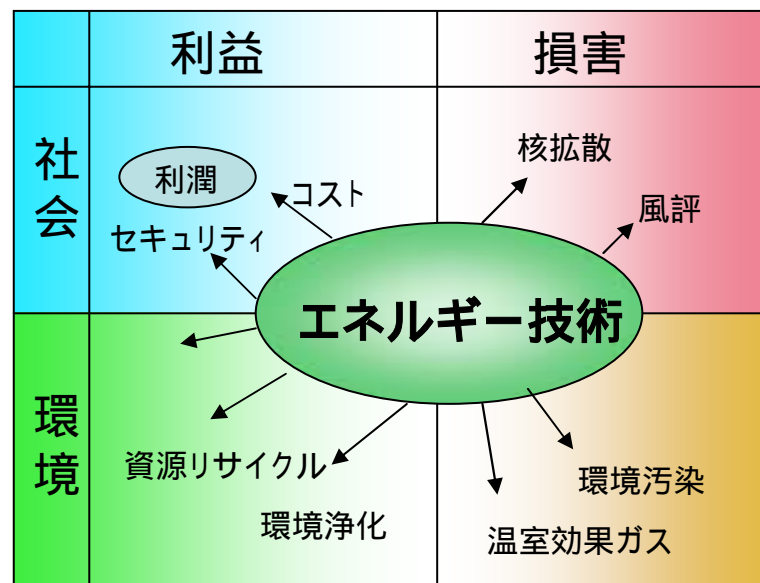 利益
損害
社会
利潤
コスト
セキュリティ
核拡散
風評
エネルギー技術
環境
資源リサイクル
環境浄化
環境汚染
温室効果ガス